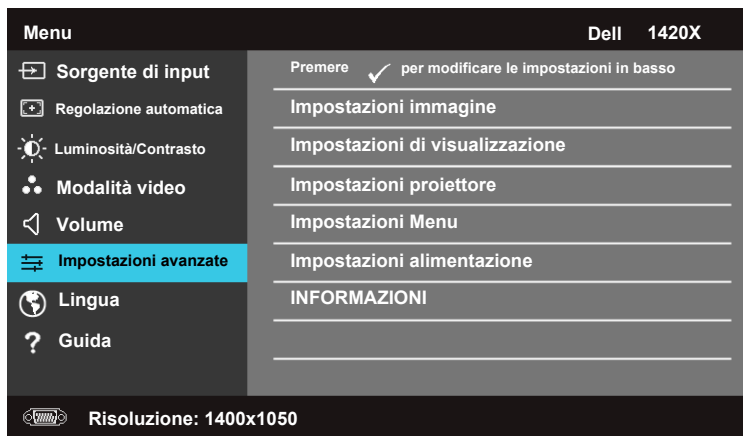 Menu
Dell 1420X
Sorgente di input
Regolazione automatica
Luminosità/Contrasto
Modalità video
Volume
Impostazioni avanzate
Lingua
? Guida
Premere ✓ per modificare le impostazioni in basso
Impostazioni immagine
Impostazioni di visualizzazione
Impostazioni proiettore
Impostazioni Menu
Impostazioni alimentazione
INFORMAZIONI
Risoluzione: 1400x1050